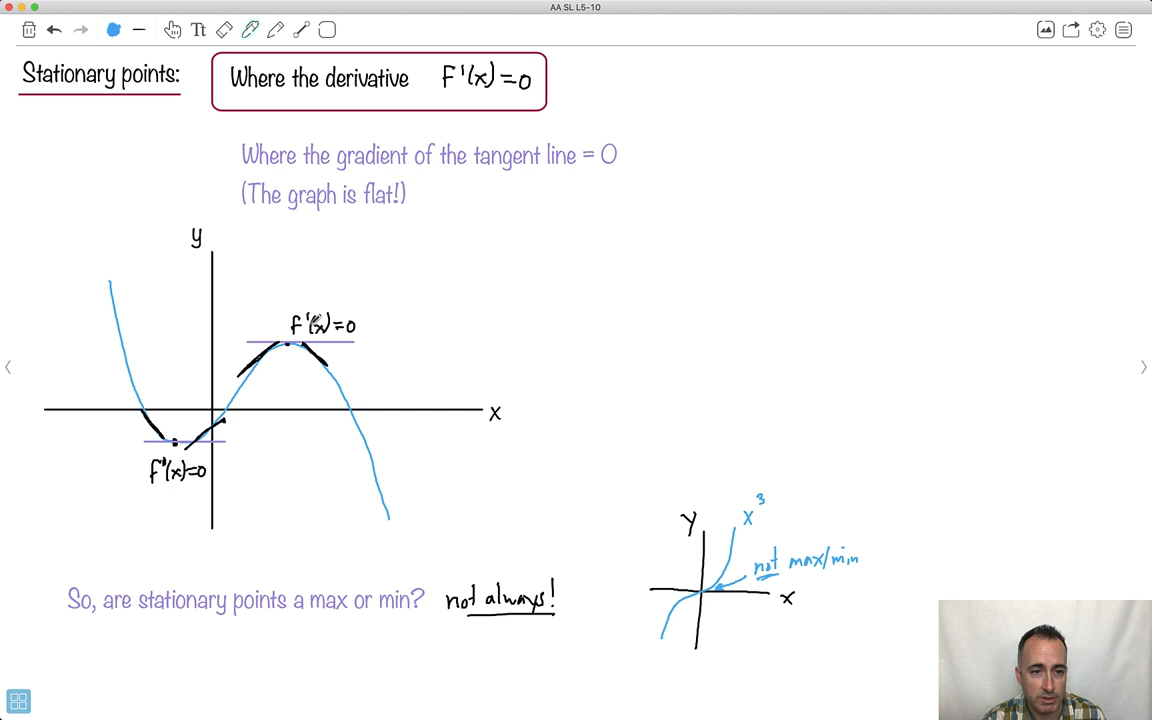 AA SL L5-10
Tt
Stationary points:
Where the derivative F'(x)=0
Where the gradient of the tangent line = 0
(The graph is flat!)
y
F'(x)=0
x
F'(x)=0
x³
y
not max/min
x
So, are stationary points a max or min? not always!